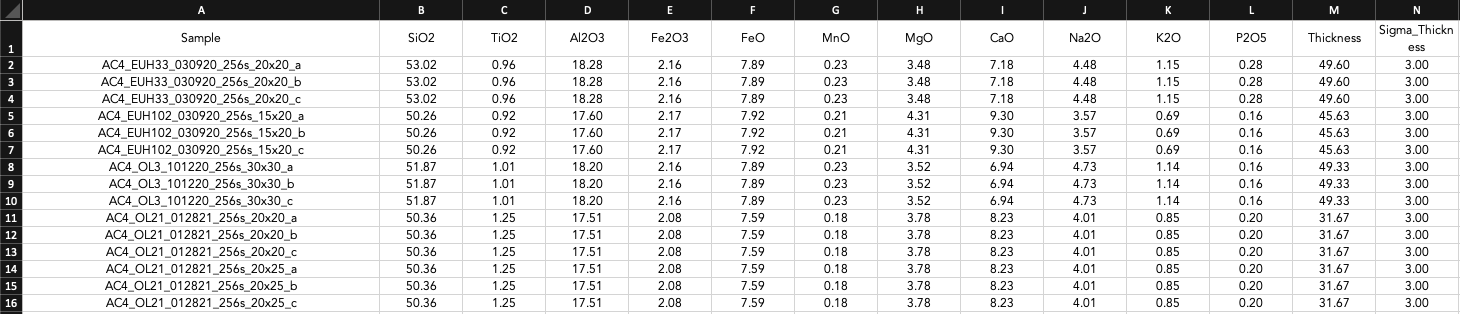 A B C D E F G H I J K L M N
1 Sample SiO2 TiO2 Al2O3 Fe2O3 FeO MnO MgO CaO Na2O K2O P2O5 Thickness Sigma_Thickn
ess
2 AC4_EUH33_030920_256s_20x20_a 53.02 0.96 18.28 2.16 7.89 0.23 3.48 7.18 4.48 1.15 0.28 49.60 3.00
3 AC4_EUH33_030920_256s_20x20_b 53.02 0.96 18.28 2.16 7.89 0.23 3.48 7.18 4.48 1.15 0.28 49.60 3.00
4 AC4_EUH33_030920_256s_20x20_c 53.02 0.96 18.28 2.16 7.89 0.23 3.48 7.18 4.48 1.15 0.28 49.60 3.00
5 AC4_EUH102_030920_256s_15x20_a 50.26 0.92 17.60 2.17 7.92 0.21 4.31 9.30 3.57 0.69 0.16 45.63 3.00
6 AC4_EUH102_030920_256s_15x20_b 50.26 0.92 17.60 2.17 7.92 0.21 4.31 9.30 3.57 0.69 0.16 45.63 3.00
7 AC4_EUH102_030920_256s_15x20_c 50.26 0.92 17.60 2.17 7.92 0.21 4.31 9.30 3.57 0.69 0.16 45.63 3.00
8 AC4_OL3_101220_256s_30x30_a 51.87 1.01 18.20 2.16 7.89 0.23 3.52 6.94 4.73 1.14 0.16 49.33 3.00
9 AC4_OL3_101220_256s_30x30_b 51.87 1.01 18.20 2.16 7.89 0.23 3.52 6.94 4.73 1.14 0.16 49.33 3.00
10 AC4_OL3_101220_256s_30x30_c 51.87 1.01 18.20 2.16 7.89 0.23 3.52 6.94 4.73 1.14 0.16 49.33 3.00
11 AC4_OL21_012821_256s_20x20_a 50.36 1.25 17.51 2.08 7.59 0.18 3.78 8.23 4.01 0.85 0.20 31.67 3.00
12 AC4_OL21_012821_256s_20x20_b 50.36 1.25 17.51 2.08 7.59 0.18 3.78 8.23 4.01 0.85 0.20 31.67 3.00
13 AC4_OL21_012821_256s_20x20_c 50.36 1.25 17.51 2.08 7.59 0.18 3.78 8.23 4.01 0.85 0.20 31.67 3.00
14 AC4_OL21_012821_256s_20x25_a 50.36 1.25 17.51 2.08 7.59 0.18 3.78 8.23 4.01 0.85 0.20 31.67 3.00
15 AC4_OL21_012821_256s_20x25_b 50.36 1.25 17.51 2.08 7.59 0.18 3.78 8.23 4.01 0.85 0.20 31.67 3.00
16 AC4_OL21_012821_256s_20x25_c 50.36 1.25 17.51 2.08 7.59 0.18 3.78 8.23 4.01 0.85 0.20 31.67 3.00